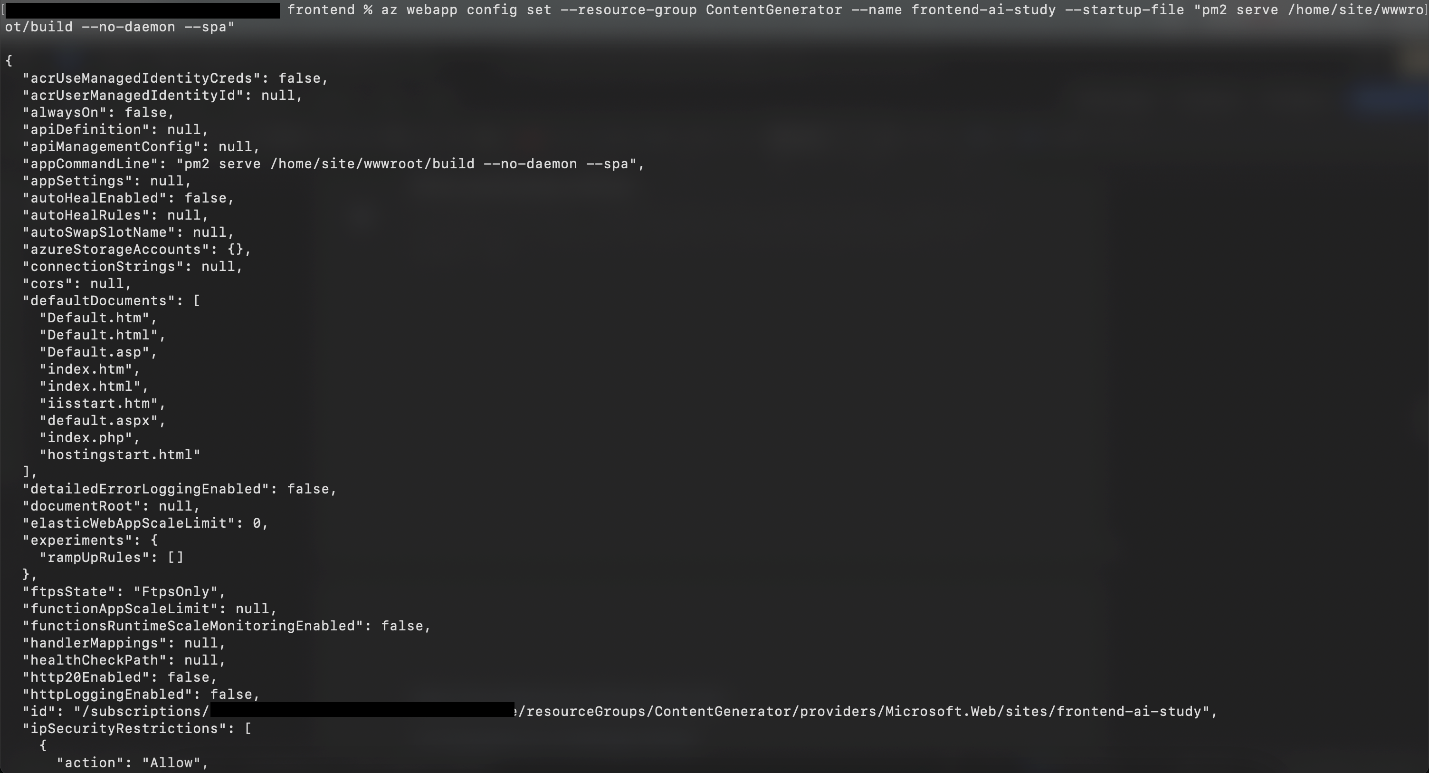 [ frontend % az webapp config set --resource-group ContentGenerator --name frontend-ai-study --startup-file "pm2 serve /home/site/wwwro]
ot/build --no-daemon --spa"
{
  "acrUseManagedIdentityCreds": false,
  "acrUserManagedIdentityId": null,
  "alwaysOn": false,
  "apiDefinition": null,
  "apiManagementConfig": null,
  "appCommandLine": "pm2 serve /home/site/wwwroot/build --no-daemon --spa",
  "appSettings": null,
  "autoHealEnabled": false,
  "autoHealRules": null,
  "autoSwapSlotName": null,
  "azureStorageAccounts": {},
  "connectionStrings": null,
  "cors": null,
  "defaultDocuments": [
    "Default.htm",
    "Default.html",
    "Default.asp",
    "index.htm",
    "index.html",
    "iisstart.htm",
    "default.aspx",
    "index.php",
    "hostingstart.html"
  ],
  "detailedErrorLoggingEnabled": false,
  "documentRoot": null,
  "elasticWebAppScaleLimit": 0,
  "experiments": {
    "rampUpRules": []
  },
  "ftpsState": "FtpsOnly",
  "functionAppScaleLimit": null,
  "functionsRuntimeScaleMonitoringEnabled": false,
  "handlerMappings": null,
  "healthCheckPath": null,
  "http20Enabled": false,
  "httpLoggingEnabled": false,
  "id": "/subscriptions/ /resourceGroups/ContentGenerator/providers/Microsoft.Web/sites/frontend-ai-study",
  "ipSecurityRestrictions": [
    {
      "action": "Allow",